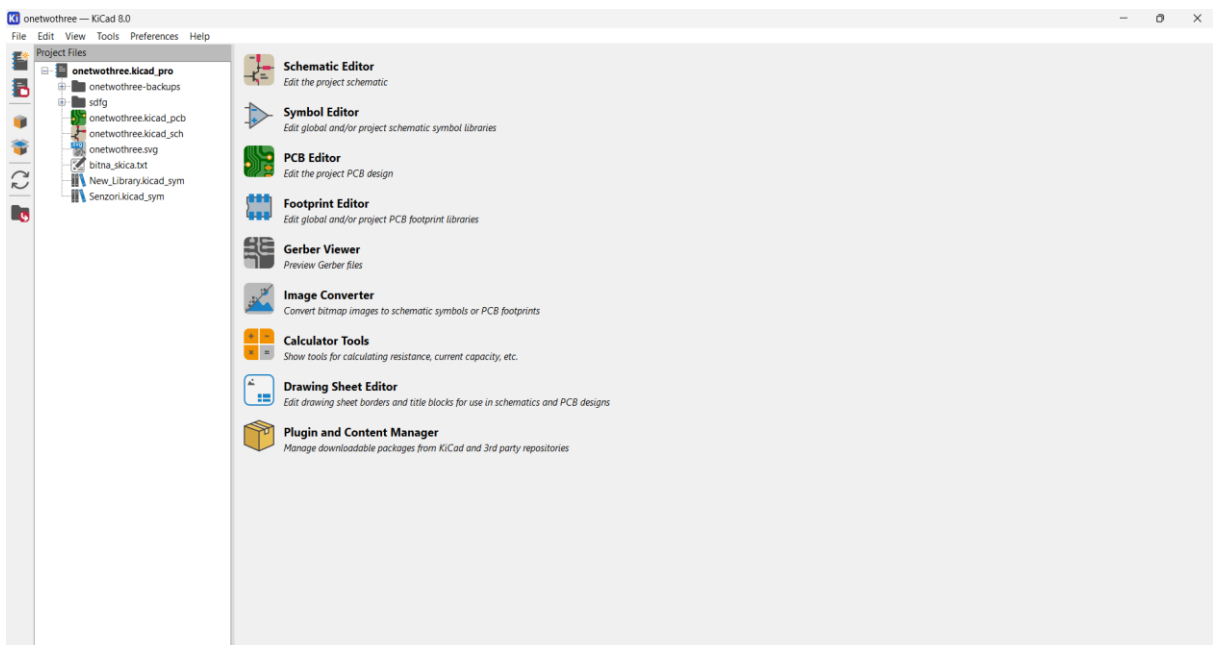 onetwothree — KiCad 8.0
File Edit View Tools Preferences Help
Project Files
onetwothree.kicad_pro
onetwothree-backups
sdfg
onetwothree.kicad_pcb
onetwothree.kicad_sch
onetwothree.svg
bitna_skica.txt
New_Library.kicad_sym
Senzori.kicad_sym
Schematic Editor
Edit the project schematic
Symbol Editor
Edit global and/or project schematic symbol libraries
PCB Editor
Edit the project PCB design
Footprint Editor
Edit global and/or project PCB footprint libraries
Gerber Viewer
Preview Gerber files
Image Converter
Convert bitmap images to schematic symbols or PCB footprints
Calculator Tools
Show tools for calculating resistance, current capacity, etc.
Drawing Sheet Editor
Edit drawing sheet borders and title blocks for use in schematics and PCB designs
Plugin and Content Manager
Manage downloadable packages from KiCad and 3rd party repositories